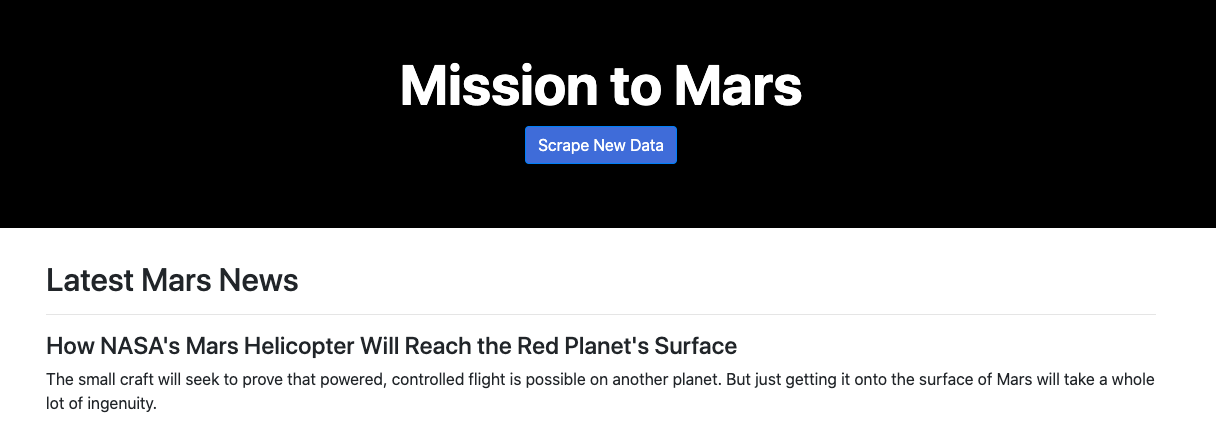 Mission to Mars
Scrape New Data
Latest Mars News
How NASA's Mars Helicopter Will Reach the Red Planet's Surface
The small craft will seek to prove that powered, controlled flight is possible on another planet. But just getting it onto the surface of Mars will take a whole
lot of ingenuity.